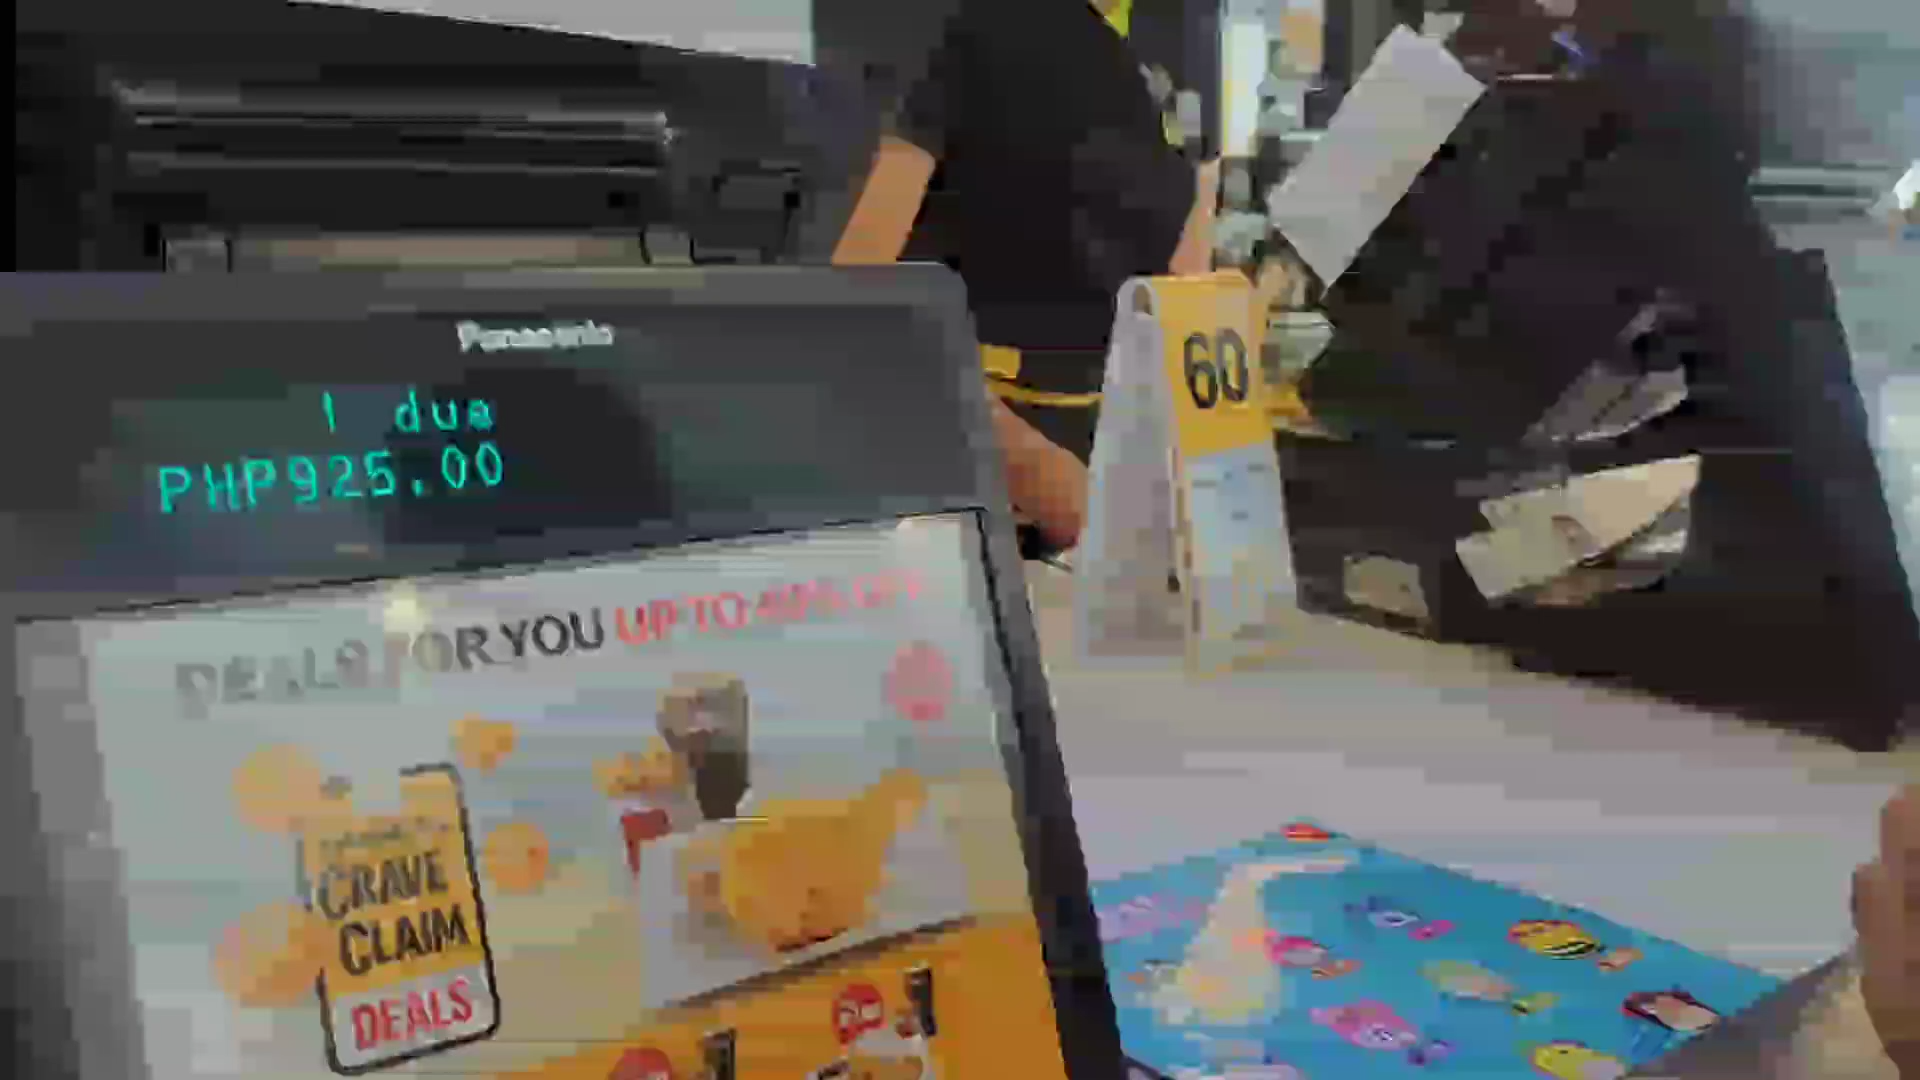 Panasonic
1 due
PHP925.00
60
DEALS FOR YOU UP TO 40% OFF
CRAVE
CLAIM
DEALS